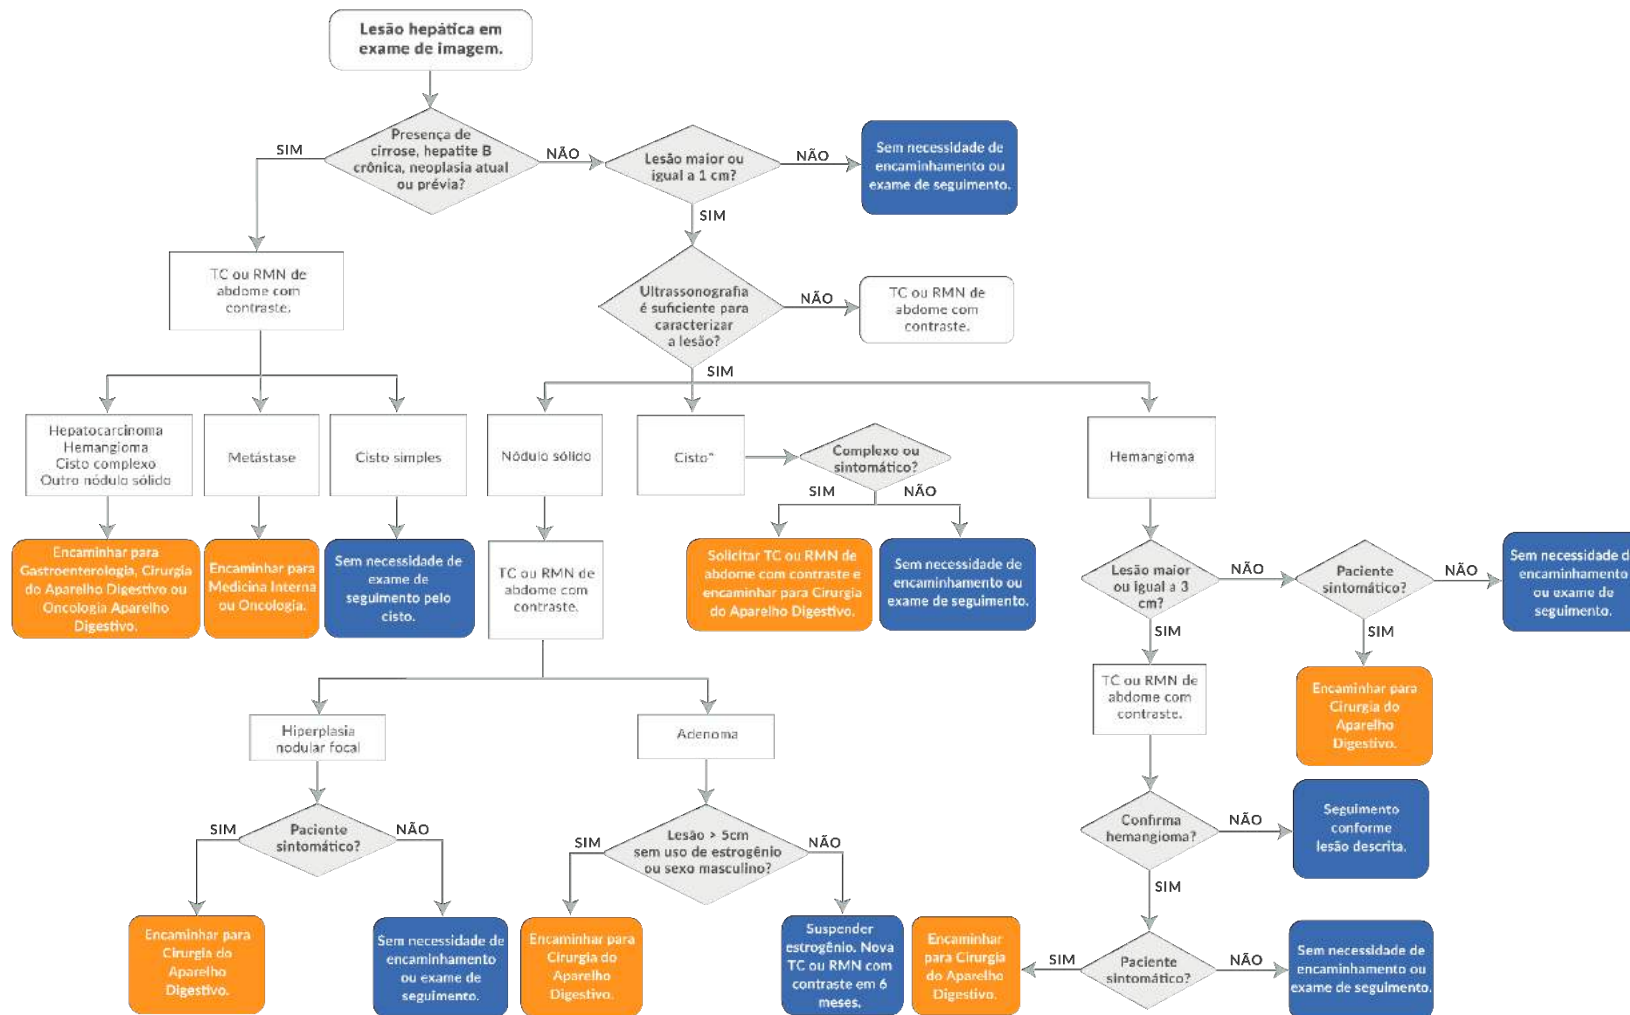 Lesão hepática em
exame de imagem.
Presença de
cirrose, hepatite B
crônica, neoplasia atual
ou prévia?
SIM
NÃO
Lesão maior ou
igual a 1 cm?
NÃO
Sem necessidade de
encaminhamento ou
exame de seguimento.
SIM
TC ou RMN de
abdome com
contraste.
Ultrassonografia
é suficiente para
caracterizar
a lesão?
NÃO
TC ou RMN de
abdome com
contraste.
SIM
Hepatocarcinoma
Hemangioma
Cisto complexo
Outro nódulo sólido
Metástase
Cisto simples
Nódulo sólido
Cisto*
Complexo ou
sintomático?
SIM
NÃO
Hemangioma
Encaminhar para
Gastroenterologia, Cirurgia
do Aparelho Digestivo ou
Oncologia Aparelho
Digestivo.
Encaminhar para
Medicina Interna
ou Oncologia.
Sem necessidade de
exame de
seguimento pelo
cisto.
TC ou RMN de
abdome com
contraste.
Solicitar TC ou RMN de
abdome com contraste e
encaminhar para Cirurgia
do Aparelho Digestivo.
Sem necessidade de
encaminhamento ou
exame de seguimento.
Lesão maior
ou igual a 3
cm?
NÃO
Paciente
sintomático?
NÃO
Sem necessidade de
encaminhamento
ou exame de
seguimento.
SIM
SIM
TC ou RMN de
abdome com
contraste.
Encaminhar para
Cirurgia do
Aparelho
Digestivo.
Hiperplasia
nodular focal
Adenoma
Paciente
sintomático?
SIM
NÃO
Lesão > 5cm
sem uso de estrogênio
ou sexo masculino?
SIM
NÃO
Confirma
hemangioma?
NÃO
Seguimento
conforme
lesão descrita.
SIM
Encaminhar para
Cirurgia do
Aparelho
Digestivo.
Sem necessidade de
encaminhamento
ou exame de
seguimento.
Encaminhar para
Cirurgia do
Aparelho
Digestivo.
Suspender
estrogênio. Nova
TC ou RMN com
contraste em 6
meses.
Encaminhar
para Cirurgia
do Aparelho
Digestivo.
SIM
Paciente
sintomático?
NÃO
Sem necessidade de
encaminhamento ou
exame de seguimento.